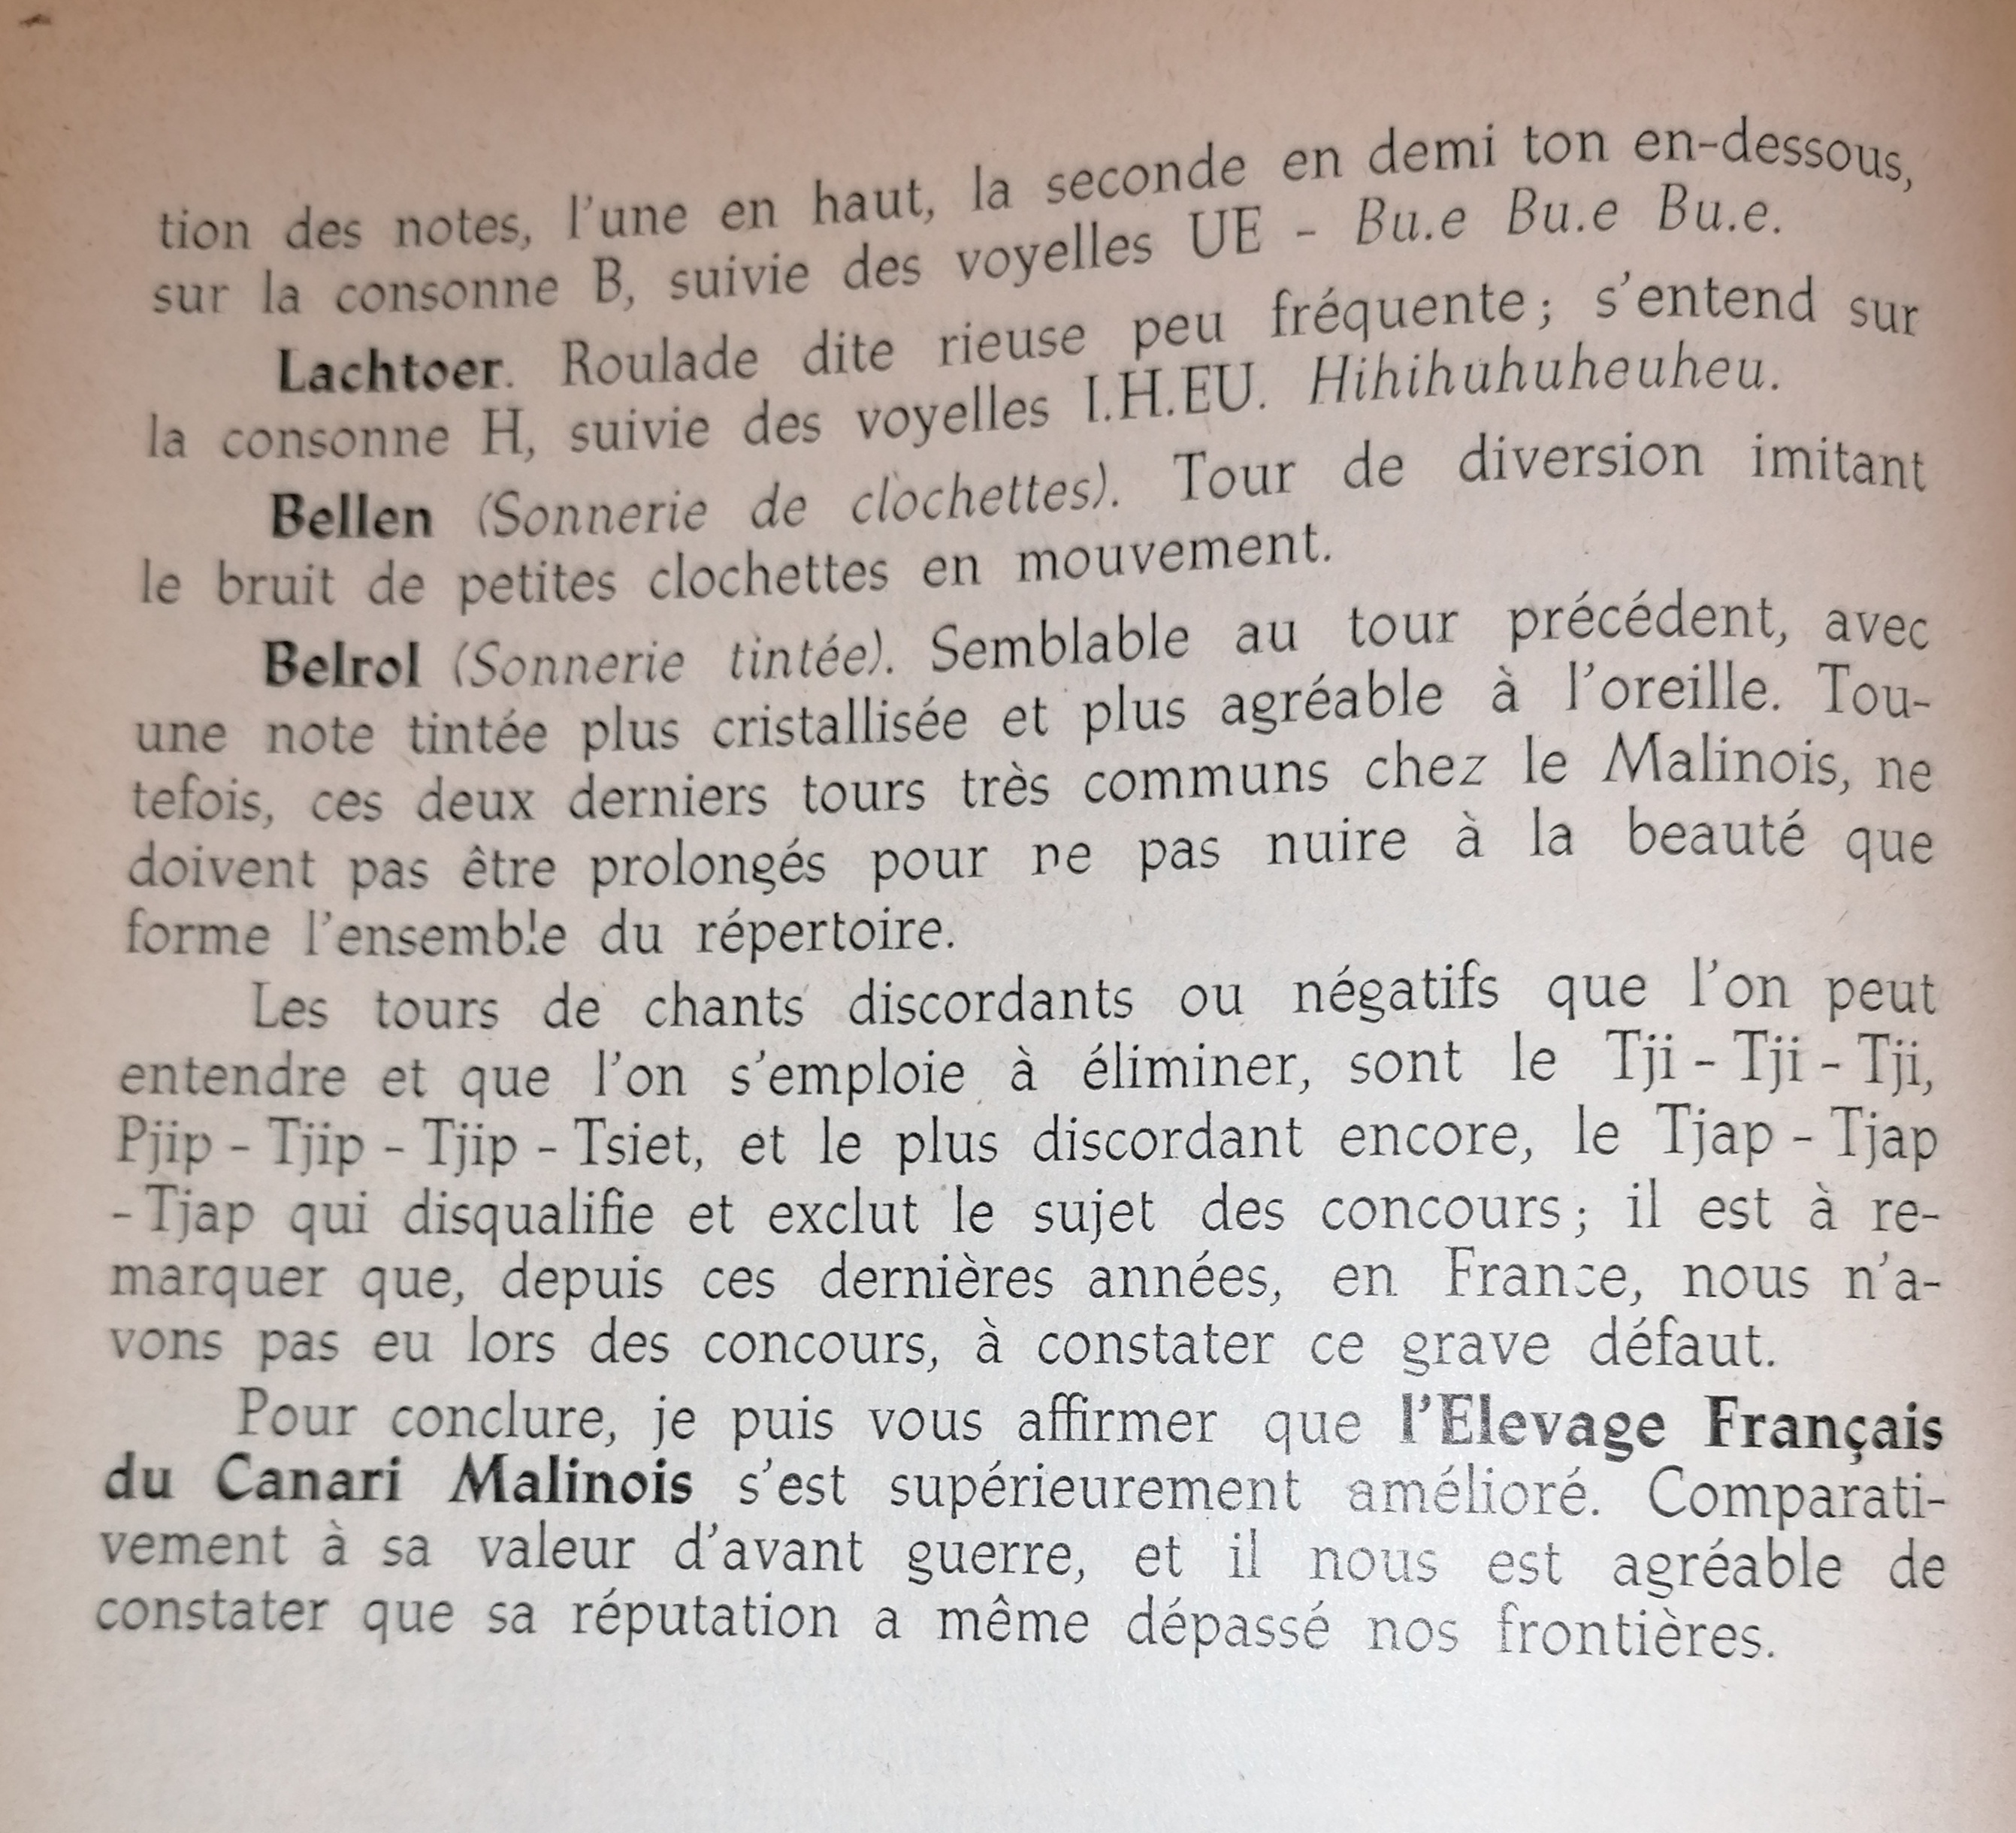 tion des notes, l'une en haut, la seconde en demi ton en-dessous,
sur la consonne B, suivie des voyelles UE - Bu.e Bu.e Bu.e.
Lachtoer. Roulade dite rieuse peu fréquente ; s'entend sur
la consonne H, suivie des voyelles I.H.EU. Hihihuhuheuheu.
Bellen (Sonnerie de clochettes). Tour de diversion imitant
le bruit de petites clochettes en mouvement.
Belrol (Sonnerie tintée). Semblable au tour précédent, avec
une note tintée plus cristallisée et plus agréable à l'oreille. Tou-
tefois, ces deux derniers tours très communs chez le Malinois, ne
doivent pas être prolongés pour ne pas nuire à la beauté que
forme l'ensemble du répertoire.
Les tours de chants discordants ou négatifs que l'on peut
entendre et que l'on s'emploie à éliminer, sont le Tji - Tji - Tji,
Pjip - Tjip - Tjip - Tsiet, et le plus discordant encore, le Tjap - Tjap
- Tjap qui disqualifie et exclut le sujet des concours ; il est à re-
marquer que, depuis ces dernières années, en France, nous n'a-
vons pas eu lors des concours, à constater ce grave défaut.
Pour conclure, je puis vous affirmer que l'Elevage Français
du Canari Malinois s'est supérieurement amélioré. Comparati-
vement à sa valeur d'avant guerre, et il nous est agréable de
constater que sa réputation a même dépassé nos frontières.